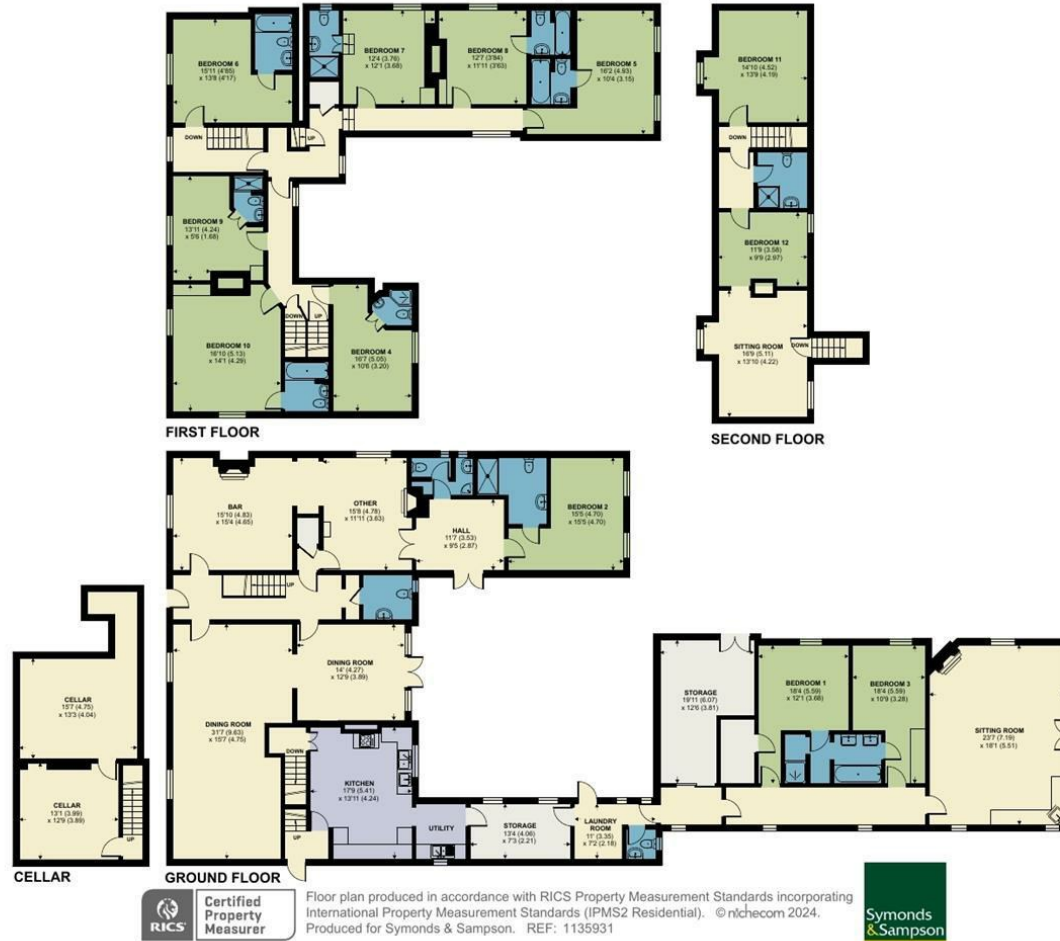 BEDROOM 6
15'11 (4'85)
x 13'8 (4'17)
BEDROOM 7
12'4 (3.76)
x 12'1 (3.68)
BEDROOM 8
12'7 (3'84)
x 11'11 (3'63)
BEDROOM 5
16'2 (4.93)
x 10'4 (3.15)
DOWN
UP
BEDROOM 9
13'11 (4.24)
x 5'6 (1.68)
BEDROOM 10
16'10 (5.13)
x 14'1 (4.29)
DOWN
UP
BEDROOM 4
16'7 (5.05)
x 10'6 (3.20)
FIRST FLOOR
BEDROOM 11
14'10 (4.52)
x 13'9 (4.19)
DOWN
BEDROOM 12
11'9 (3.58)
x 9'9 (2.97)
SITTING ROOM
16'9 (5.11)
x 13'10 (4.22)
DOWN
SECOND FLOOR
BAR
15'10 (4.83)
x 15'4 (4.65)
OTHER
15'8 (4.78)
x 11'11 (3.63)
HALL
11'7 (3.53)
x 9'5 (2.87)
BEDROOM 2
15'5 (4.70)
x 15'5 (4.70)
UP
DINING ROOM
14' (4.27)
x 12'9 (3.89)
DINING ROOM
31'7 (9.63)
x 15'7 (4.75)
DOWN
UP
KITCHEN
17'9 (5.41)
x 13'11 (4.24)
UTILITY
STORAGE
13'4 (4.06)
x 7'3 (2.21)
LAUNDRY
ROOM
11' (3.35)
x 7'2 (2.18)
STORAGE
19'11 (6.07)
x 12'6 (3.81)
BEDROOM 1
18'4 (5.59)
x 12'1 (3.68)
BEDROOM 3
18'4 (5.59)
x 10'9 (3.28)
SITTING ROOM
23'7 (7.19)
x 18'1 (5.51)
GROUND FLOOR
CELLAR
15'7 (4.75)
x 13'3 (4.04)
CELLAR
13'1 (3.99)
x 12'9 (3.89)
UP
CELLAR
RICS
Certified
Property
Measurer
Floor plan produced in accordance with RICS Property Measurement Standards incorporating
International Property Measurement Standards (IPMS2 Residential). © nichecom 2024.
Produced for Symonds & Sampson. REF: 1135931
Symonds
&Sampson